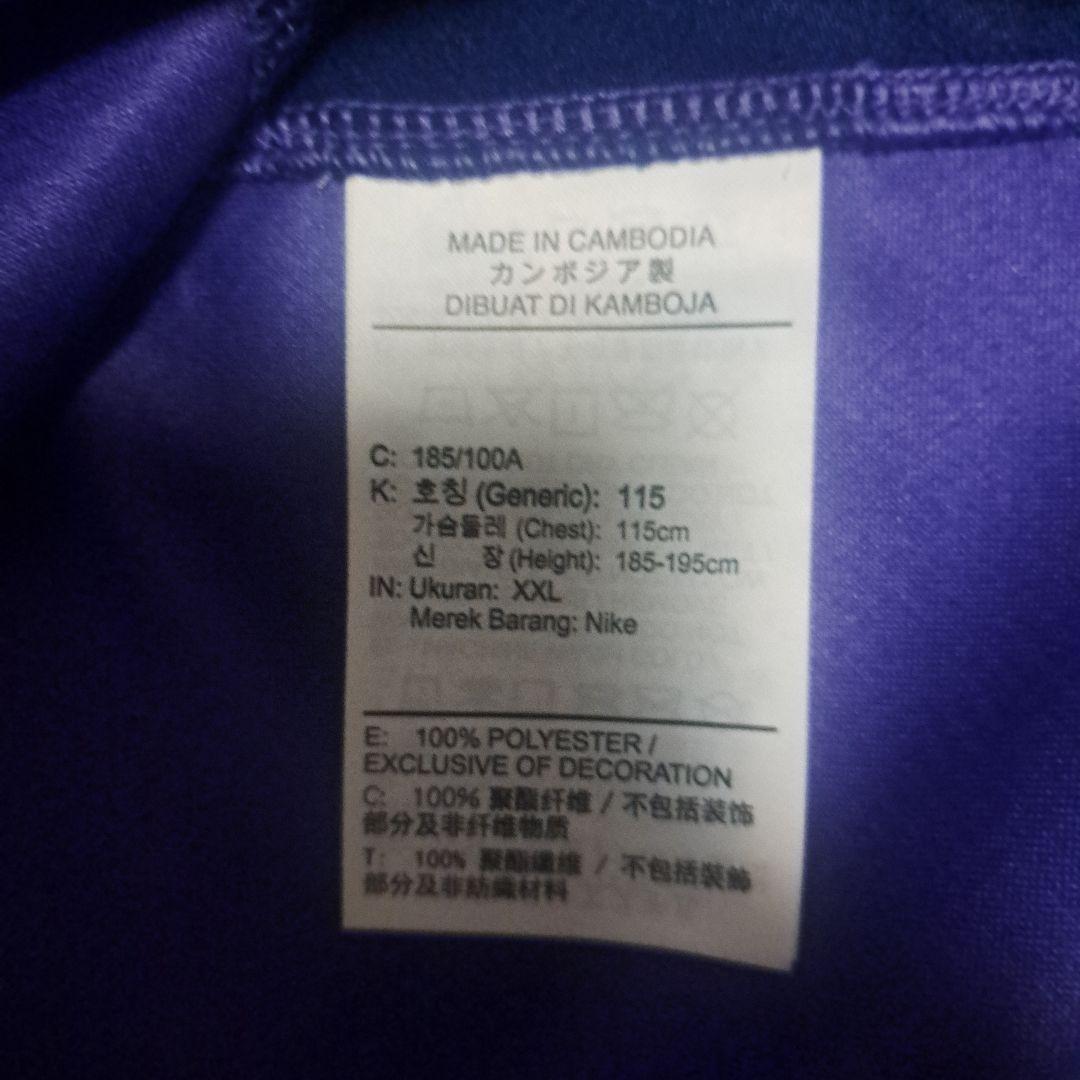 MADE IN CAMBODIA
カンボジア製
DIBUAT DI KAMBOJA
C: 185/100A
K: 호칭 (Generic): 115
가슴둘레 (Chest): 115cm
신 장 (Height): 185-195cm
IN: Ukuran: XXL
Merek Barang: Nike
E: 100% POLYESTER /
EXCLUSIVE OF DECORATION
C: 100% 聚酯纤维 / 不包括装饰
部分及非纤维物质
T: 100% 聚酯纖維 / 不包括裝飾
部分及非紡織材料